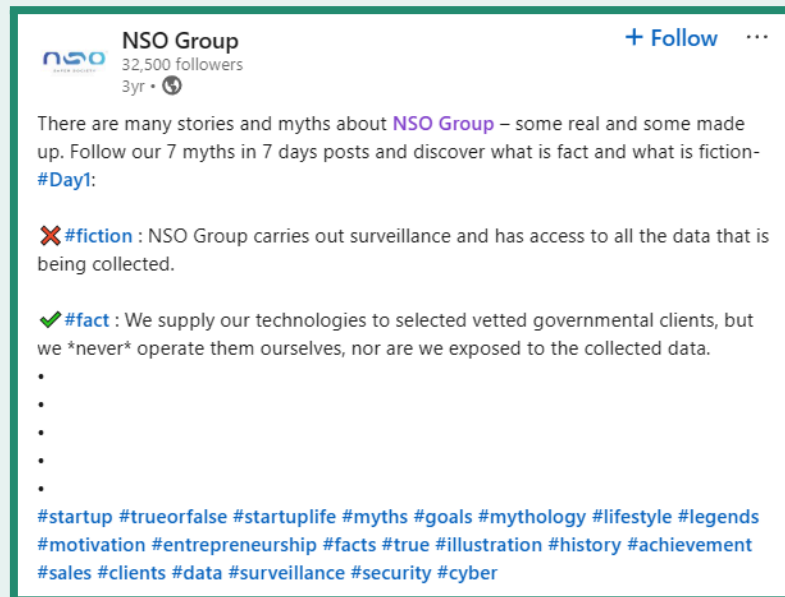 nso
NSO Group
+ Follow ...
32,500 followers
3yr •
There are many stories and myths about NSO Group – some real and some made
up. Follow our 7 myths in 7 days posts and discover what is fact and what is fiction-
#Day1:
❌#fiction : NSO Group carries out surveillance and has access to all the data that is
being collected.
✔#fact : We supply our technologies to selected vetted governmental clients, but
we *never* operate them ourselves, nor are we exposed to the collected data.
•
•
•
•
•
#startup #trueorfalse #startuplife #myths #goals #mythology #lifestyle #legends
#motivation #entrepreneurship #facts #true #illustration #history #achievement
#sales #clients #data #surveillance #security #cyber